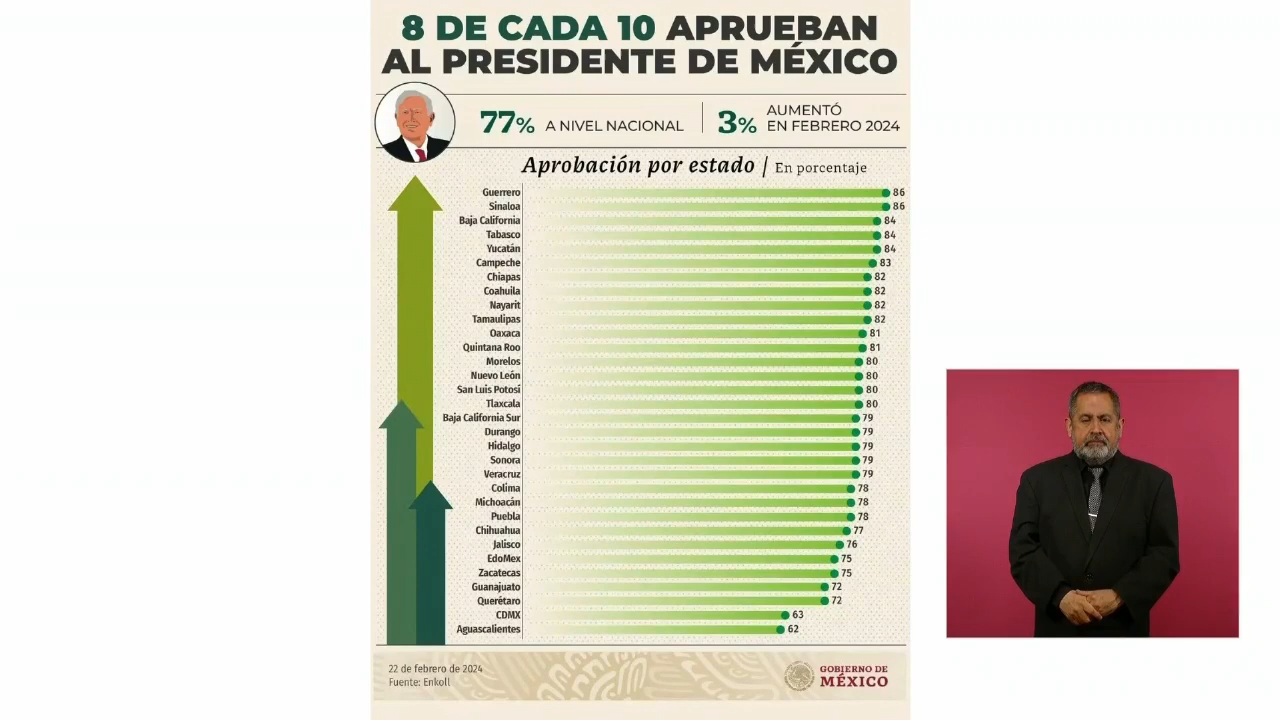 8 DE CADA 10 APRUEBAN
AL PRESIDENTE DE MÉXICO
77% A NIVEL NACIONAL
3% AUMENTÓ
EN FEBRERO 2024
Aprobación por estado | En porcentaje
Guerrero 86
Sinaloa 86
Baja California 84
Tabasco 84
Yucatán 84
Campeche 83
Chiapas 82
Coahuila 82
Nayarit 82
Tamaulipas 82
Oaxaca 81
Quintana Roo 81
Morelos 80
Nuevo León 80
San Luis Potosí 80
Tlaxcala 80
Baja California Sur 79
Durango 79
Hidalgo 79
Sonora 79
Veracruz 79
Colima 78
Michoacán 78
Puebla 78
Chihuahua 77
Jalisco 76
EdoMex 75
Zacatecas 75
Guanajuato 72
Querétaro 72
CDMX 63
Aguascalientes 62
22 de febrero de 2024
Fuente: Enkoll
GOBIERNO DE
MÉXICO